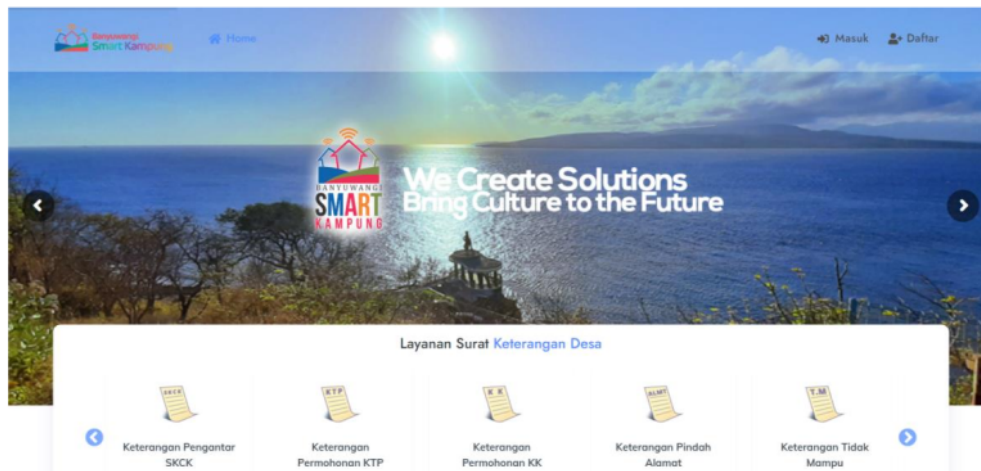 Banyuwangi
Smart Kampung
Home
Masuk
Daftar
BANYUWANGI
SMART
KAMPUNG
We Create Solutions
Bring Culture to the Future
Layanan Surat Keterangan Desa
SKCK
KTP
K K
ALMT
T.M
Keterangan Pengantar
SKCK
Keterangan
Permohonan KTP
Keterangan
Permohonan KK
Keterangan Pindah
Alamat
Keterangan Tidak
Mampu